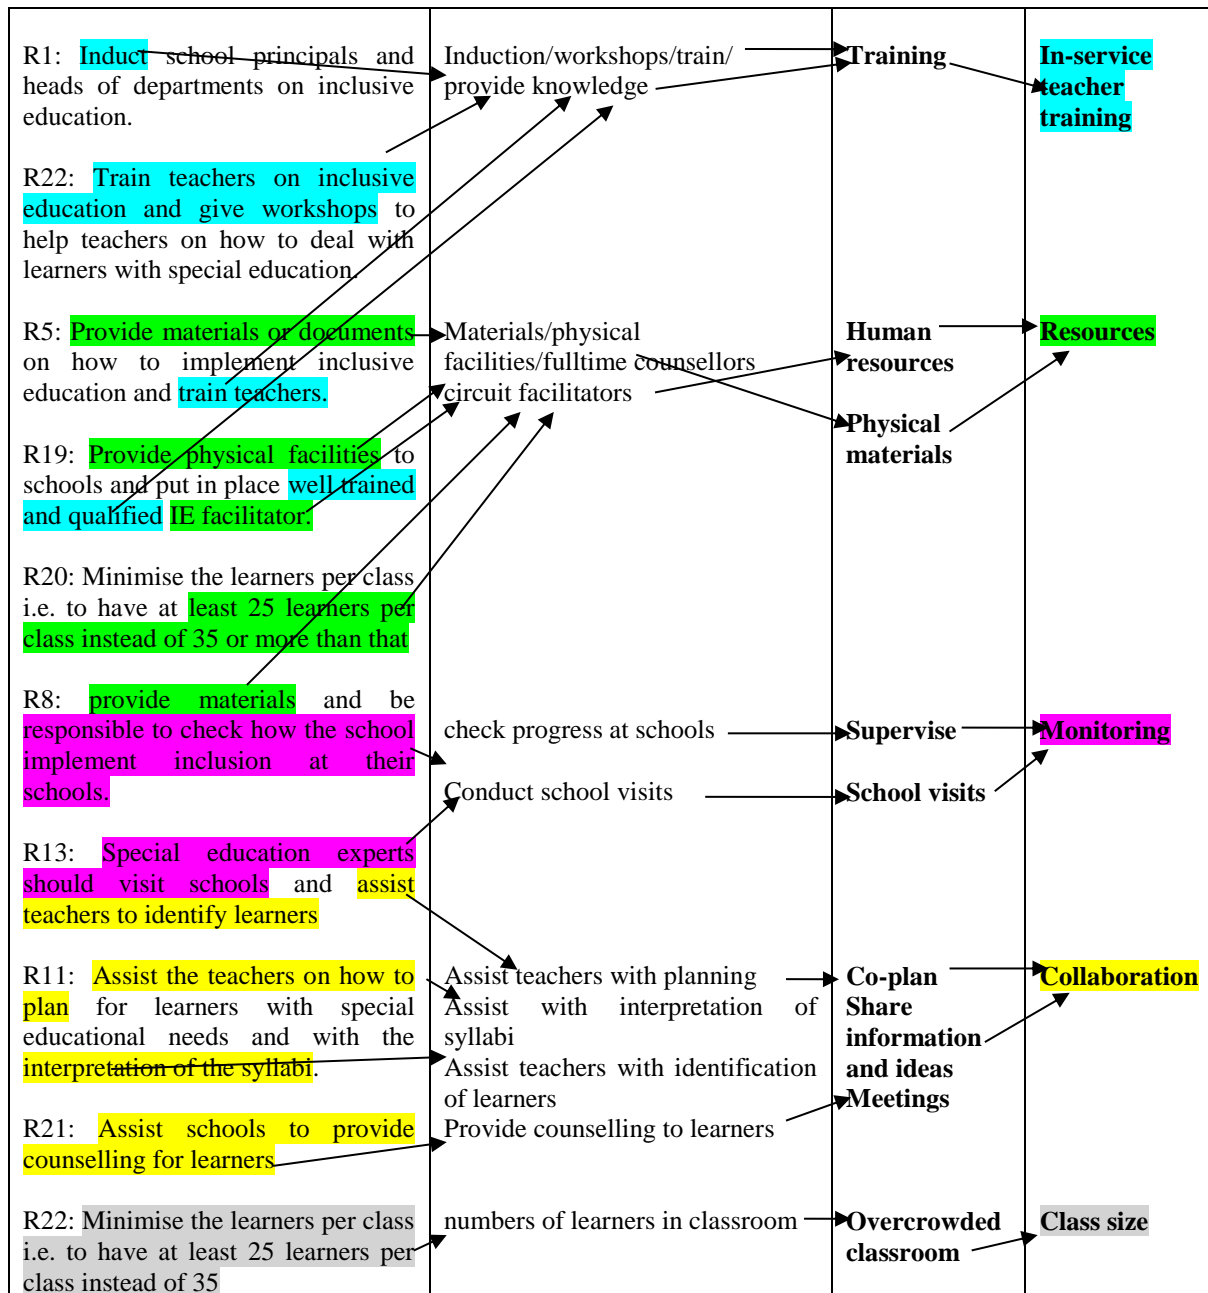 R1: Induct school principals and
heads of departments on inclusive
education.
R22: Train teachers on inclusive
education and give workshops to
help teachers on how to deal with
learners with special education.
R5: Provide materials or documents
on how to implement inclusive
education and train teachers.
R19: Provide physical facilities to
schools and put in place well trained
and qualified IE facilitator.
R20: Minimise the learners per class
i.e. to have at least 25 learners per
class instead of 35 or more than that
R8: provide materials and be
responsible to check how the school
implement inclusion at their
schools.
R13: Special education experts
should visit schools and assist
teachers to identify learners
R11: Assist the teachers on how to
plan for learners with special
educational needs and with the
interpretation of the syllabi.
R21: Assist schools to provide
counselling for learners
R22: Minimise the learners per class
i.e. to have at least 25 learners per
class instead of 35
Induction/workshops/train/
provide knowledge
Materials/physical
facilities/fulltime counsellors
circuit facilitators
check progress at schools
Conduct school visits
Assist teachers with planning
Assist with interpretation of
syllabi
Assist teachers with identification
of learners
Provide counselling to learners
numbers of learners in classroom
Training
Human
resources
Physical
materials
Supervise
School visits
Co-plan
Share
information
and ideas
Meetings
Overcrowded
classroom
In-service
teacher
training
Resources
Monitoring
Collaboration
Class size